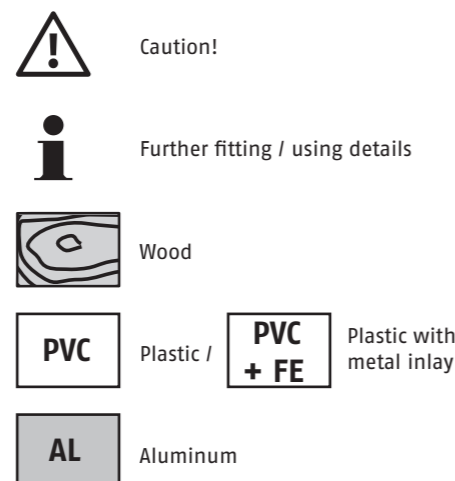 !
Caution!
Further fitting / using details
Wood
PVC
Plastic /
PVC
+ FE
Plastic with
metal inlay
AL
Aluminum